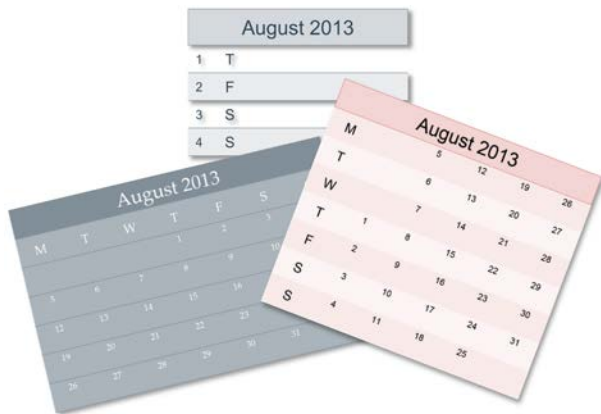 August 2013
1 T
2 F
3 S
4 S
August 2013
M T W T F S
1 2 3
5 6 7 8 9 10
12 13 14 15 16
19 20 21 22 23
26 27 28 29 30 31
August 2013
M 5 12 19 26
T 6 13 20 27
W 7 14 21 28
T 1 8 15 22 29
F 2 9 16 23 30
S 3 10 17 24 31
S 4 11 18 25